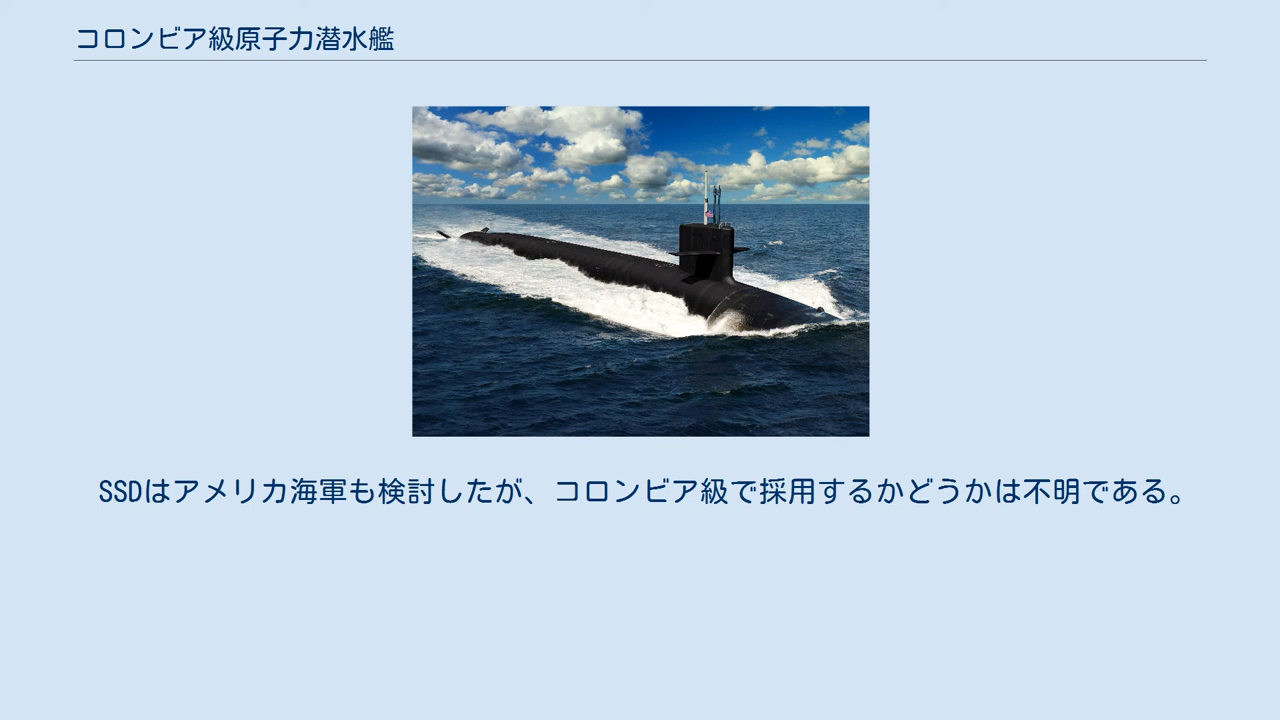 コロンビア級原子力潜水艦
SSDはアメリカ海軍も検討したが、コロンビア級で採用するかどうかは不明である。